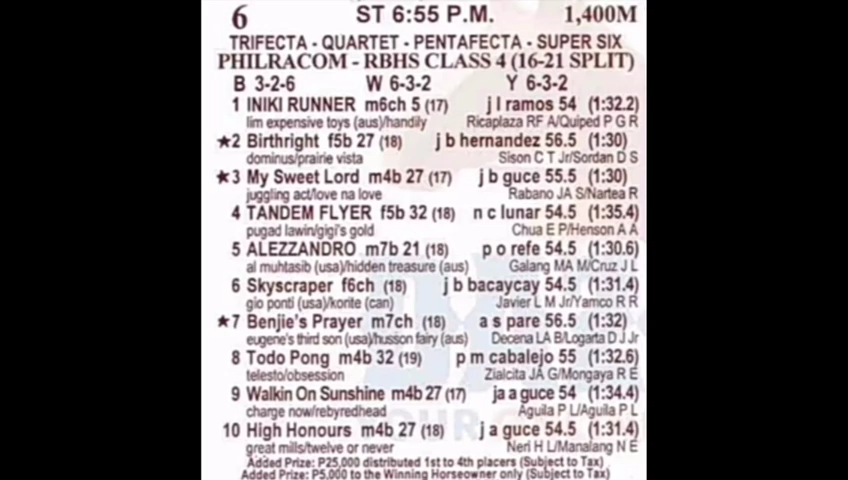 6 ST 6:55 P.M. 1,400M
TRIFECTA - QUARTET - PENTAFECTA - SUPER SIX
PHILRACOM - RBHS CLASS 4 (16-21 SPLIT)
B 3-2-6 W 6-3-2 Y 6-3-2
1 INIKI RUNNER m6ch 5 (17) j l ramos 54 (1:32.2)
lim expensive toys (aus)/handily Ricaplaza RF A/Quiped P G R
★2 Birthright f5b 27 (18) j b hernandez 56.5 (1:30)
dominus/prairie vista Sison C T Jr/Sordan D S
★3 My Sweet Lord m4b 27 (17) j b guce 55.5 (1:30)
juggling act/love na love Rabano JA S/Nartea R
4 TANDEM FLYER f5b 32 (18) n c lunar 54.5 (1:35.4)
pugad lawin/gigi's gold Chua E P/Henson A A
5 ALEZZANDRO m7b 21 (18) p o refe 54.5 (1:30.6)
al muhtasib (usa)/hidden treasure (aus) Galang MA M/Cruz J L
6 Skyscraper f6ch (18) j b bacaycay 54.5 (1:31.4)
gio ponti (usa)/korite (can) Javier L M Jr/Yamco R R
★7 Benjie's Prayer m7ch (18) a s pare 56.5 (1:32)
eugene's third son (usa)/husson fairy (aus) Decena LA B/Logarta D J Jr
8 Todo Pong m4b 32 (19) p m cabalejo 55 (1:32.6)
telesto/obsession Zialcita JA G/Mongaya R E
9 Walkin On Sunshine m4b 27 (17) ja a guce 54 (1:34.4)
charge now/rebyredhead Aguila P L/Aguila P L
10 High Honours m4b 27 (18) j a guce 54.5 (1:31.4)
great mills/twelve or never Neri H L/Manalang N E
Added Prize: P25,000 distributed 1st to 4th placers (Subject to Tax)
Added Prize: P5,000 to the Winning Horseowner only (Subject to Tax)